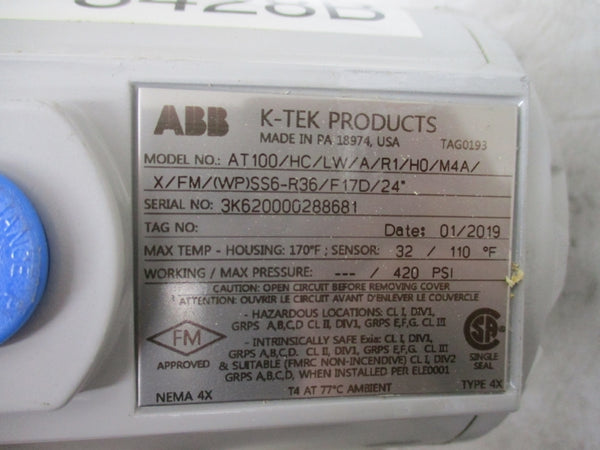 ABB K-TEK PRODUCTS
MADE IN PA 18974, USA TAG0193
MODEL NO.: AT100/HC/LW/A/R1/H0/M4A/
X/FM/(WP)SS6-R36/F17D/24"
SERIAL NO: 3K620000288681
TAG NO: Date: 01/2019
MAX TEMP - HOUSING: 170°F ; SENSOR: 32 / 110 °F
WORKING / MAX PRESSURE: --- / 420 PSI
CAUTION: OPEN CIRCUIT BEFORE REMOVING COVER
ATTENTION: OUVRIR LE CIRCUIT AVANT D'ENLEVER LE COUVERCLE
- HAZARDOUS LOCATIONS: CL I, DIV1,
GRPS A,B,C,D CL II, DIV1, GRPS E,F,G, CL III
- INTRINSICALLY SAFE Exia: CL I, DIV1,
GRPS A,B,C,D, CL II, DIV1, GRPS E,F,G, CL III
& SUITABLE (FMRC NON-INCENDIVE) CL I, DIV2
GRPS A,B,C,D, WHEN INSTALLED PER ELE0001
T4 AT 77°C AMBIENT
FM
APPROVED
NEMA 4X
SINGLE
SEAL
TYPE 4X